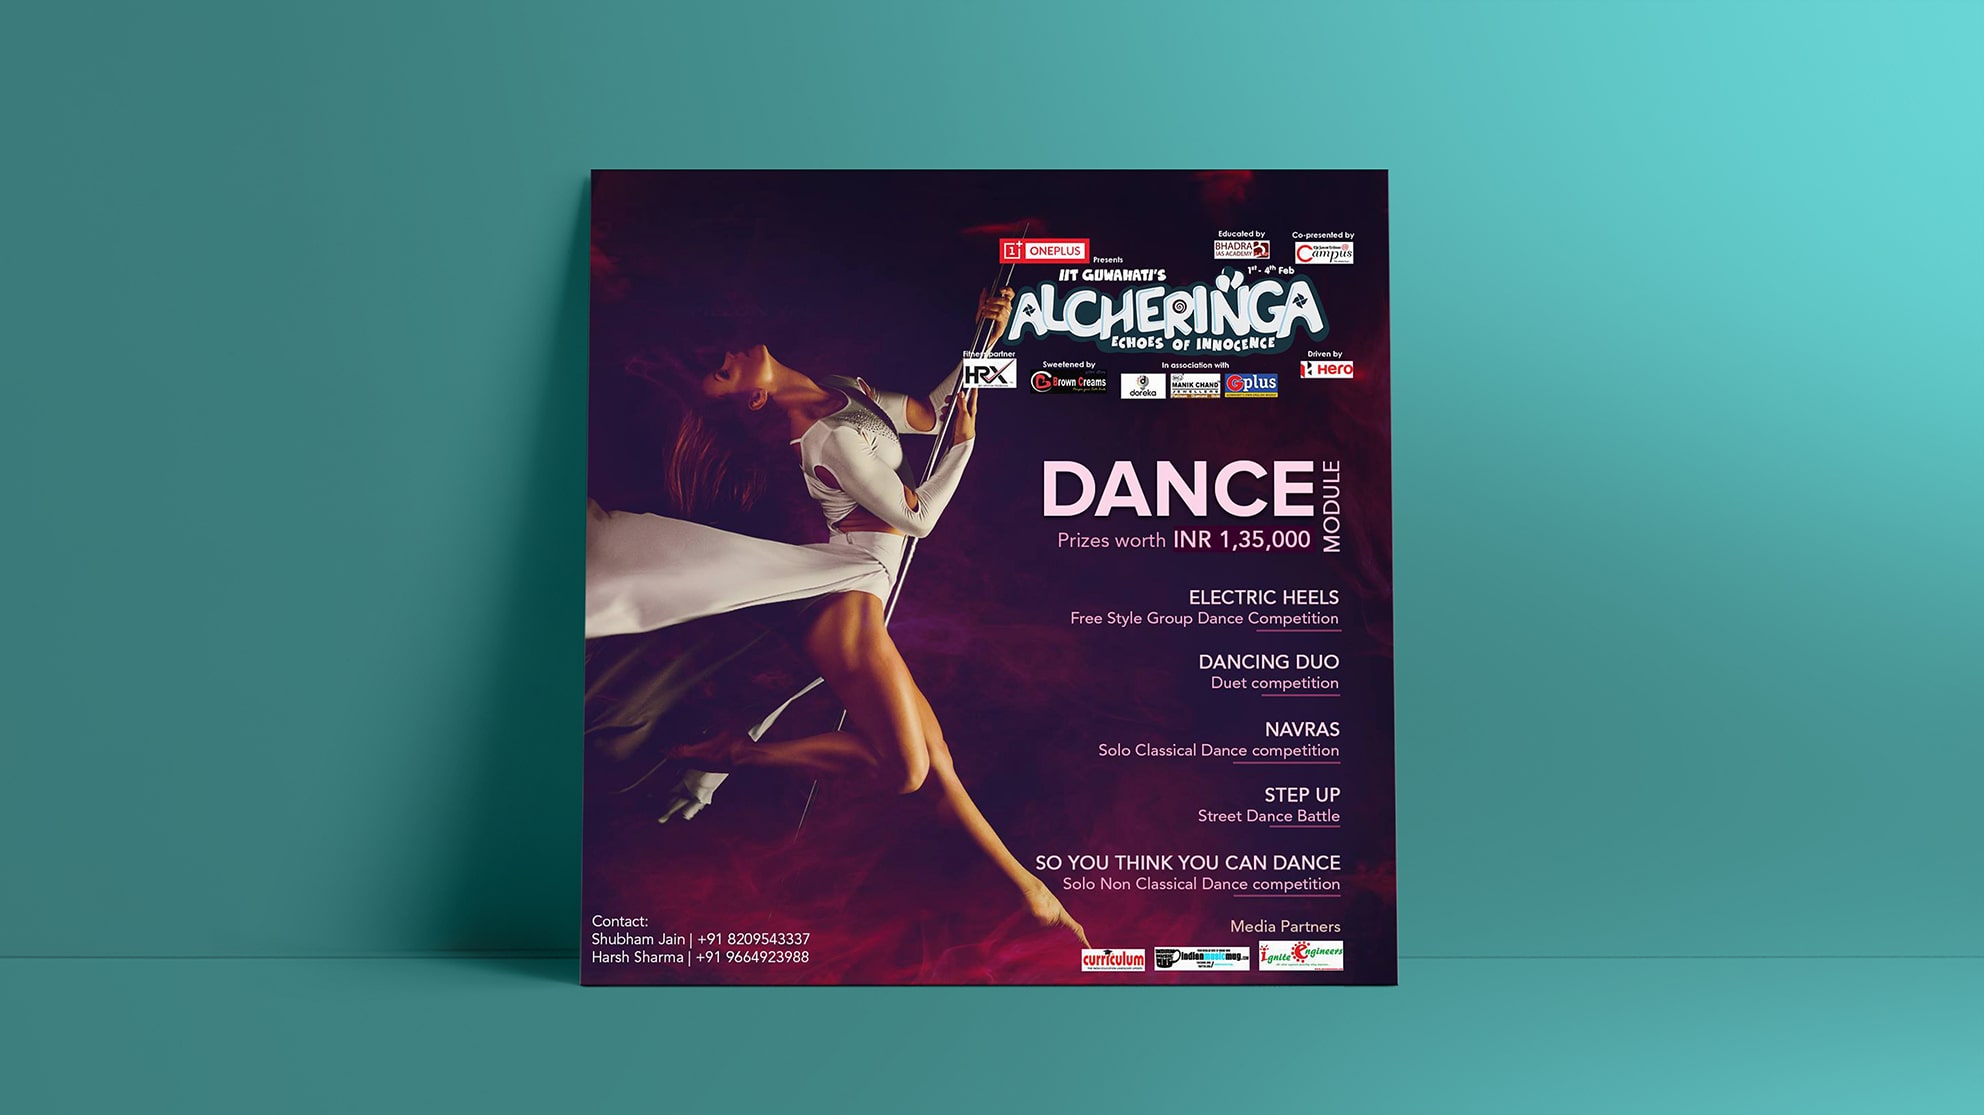 ONEPLUS
Presents
Educated by
BHADRA
IAS ACADEMY
Co-presented by
Campus
IIT GUWAHATI'S
1st - 4th Feb
ALCHERINGA
ECHOES OF INNOCENCE
Fitness partner
HRX
Sweetened by
Brown Creams
In association with
doreka
MANIK CHAND
JEWELLERS
Gplus
Driven by
HERO
DANCE
MODULE
Prizes worth INR 1,35,000
ELECTRIC HEELS
Free Style Group Dance Competition
DANCING DUO
Duet competition
NAVRAS
Solo Classical Dance competition
STEP UP
Street Dance Battle
SO YOU THINK YOU CAN DANCE
Solo Non Classical Dance competition
Contact:
Shubham Jain | +91 8209543337
Harsh Sharma | +91 9664923988
Media Partners
curriculum
indianmusicmug.com
ignite engineers